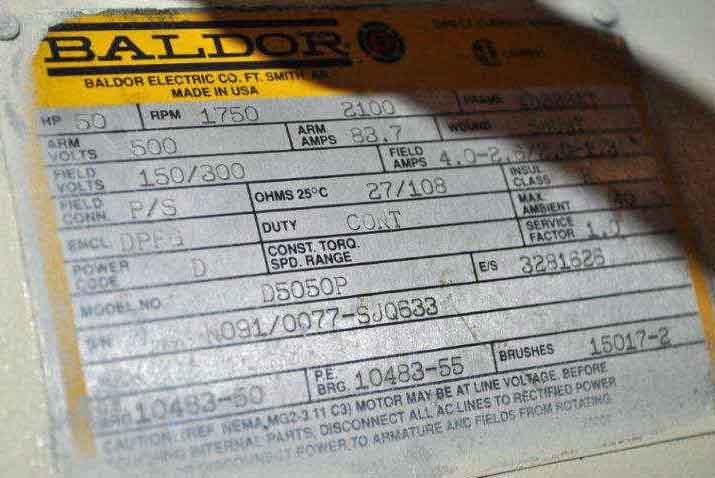 BALDOR
BALDOR ELECTRIC CO. FT. SMITH, AR.
MADE IN USA
HP 50 RPM 1750 2100 FRAME
ARM VOLTS 500 ARM AMPS 83.7 WOUND
FIELD VOLTS 150/300 FIELD AMPS
FIELD CONN. P/S OHMS 25°C 27/108 INSUL CLASS
ENCL DPFG DUTY CONT MAX. AMBIENT 40
POWER CODE D CONST. TORQ. SPD. RANGE SERVICE FACTOR 1.0
MODEL NO. D5050P E/S
S/N N091/0077-SJQ633
BRG 10483-50 P.E. BRG. 10483-55 BRUSHES 15017-2
CAUTION: (REF NEMA MG2-3 11 C3) MOTOR MAY BE AT LINE VOLTAGE. BEFORE
INTERNAL PARTS, DISCONNECT ALL AC LINES TO RECTIFIED POWER
POWER TO ARMATURE AND FIELDS FROM ROTATING